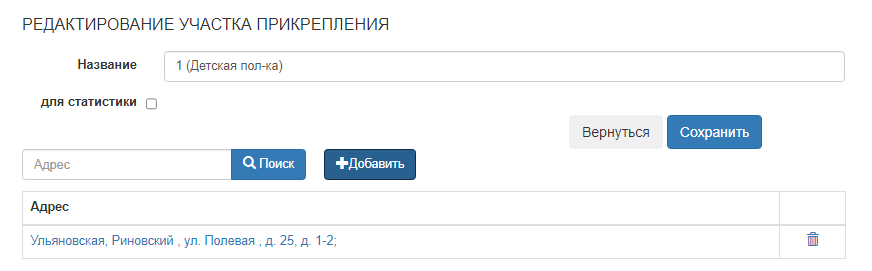 РЕДАКТИРОВАНИЕ УЧАСТКА ПРИКРЕПЛЕНИЯ
Название 1 (Детская пол-ка)
для статистики
Вернуться Сохранить
Адрес Поиск Добавить
Адрес
Ульяновская, Риновский , ул. Полевая , д. 25, д. 1-2;